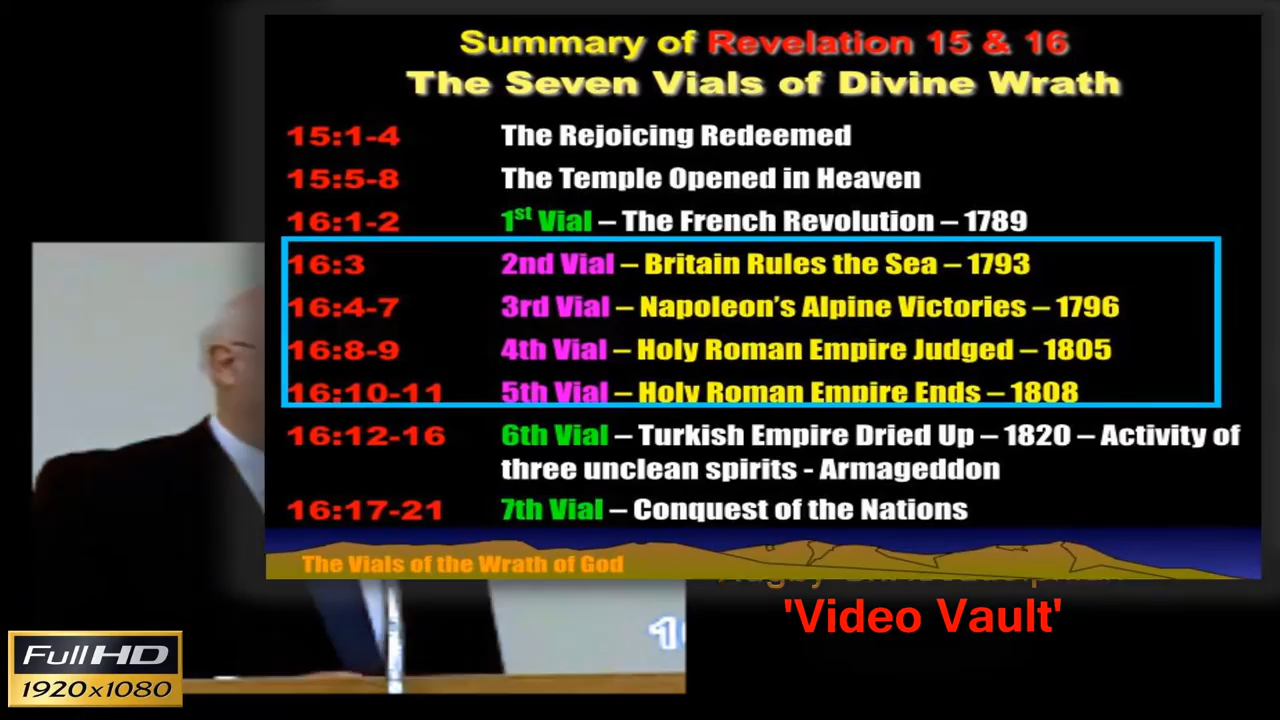 Summary of Revelation 15 & 16
The Seven Vials of Divine Wrath
15:1-4 The Rejoicing Redeemed
15:5-8 The Temple Opened in Heaven
16:1-2 1st Vial – The French Revolution – 1789
16:3 2nd Vial – Britain Rules the Sea – 1793
16:4-7 3rd Vial – Napoleon's Alpine Victories – 1796
16:8-9 4th Vial – Holy Roman Empire Judged – 1805
16:10-11 5th Vial – Holy Roman Empire Ends – 1808
16:12-16 6th Vial – Turkish Empire Dried Up – 1820 – Activity of
three unclean spirits - Armageddon
16:17-21 7th Vial – Conquest of the Nations
The Vials of the Wrath of God
'Video Vault'
Full HD
1920x1080